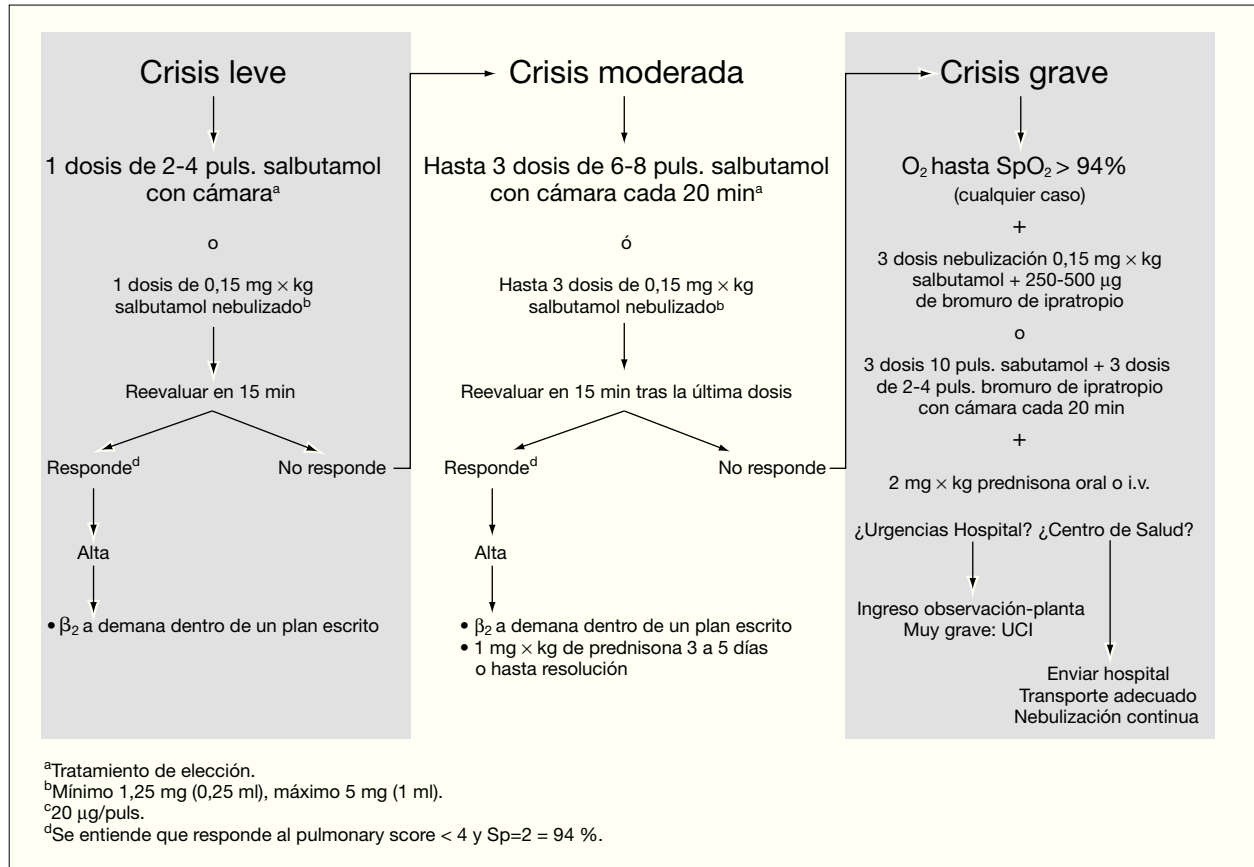 Crisis leve
1 dosis de 2-4 puls. salbutamol
con cámaraᵃ
o
1 dosis de 0,15 mg × kg
salbutamol nebulizadoᵇ
Reevaluar en 15 min
Respondeᵈ
No responde
Alta
• β₂ a demana dentro de un plan escrito
Crisis moderada
Hasta 3 dosis de 6-8 puls. salbutamol
con cámara cada 20 minᵃ
ó
Hasta 3 dosis de 0,15 mg × kg
salbutamol nebulizadoᵇ
Reevaluar en 15 min tras la última dosis
Respondeᵈ
No responde
Alta
• β₂ a demana dentro de un plan escrito
• 1 mg × kg de prednisona 3 a 5 días
o hasta resolución
Crisis grave
O₂ hasta SpO₂ > 94%
(cualquier caso)
+
3 dosis nebulización 0,15 mg × kg
salbutamol + 250-500 μg
de bromuro de ipratropio
o
3 dosis 10 puls. sabutamol + 3 dosis
de 2-4 puls. bromuro de ipratropio
con cámara cada 20 min
+
2 mg × kg prednisona oral o i.v.
¿Urgencias Hospital? ¿Centro de Salud?
Ingreso observación-planta
Muy grave: UCI
Enviar hospital
Transporte adecuado
Nebulización continua
ᵃTratamiento de elección.
ᵇMínimo 1,25 mg (0,25 ml), máximo 5 mg (1 ml).
ᶜ20 μg/puls.
ᵈSe entiende que responde al pulmonary score < 4 y Sp=2 = 94 %.